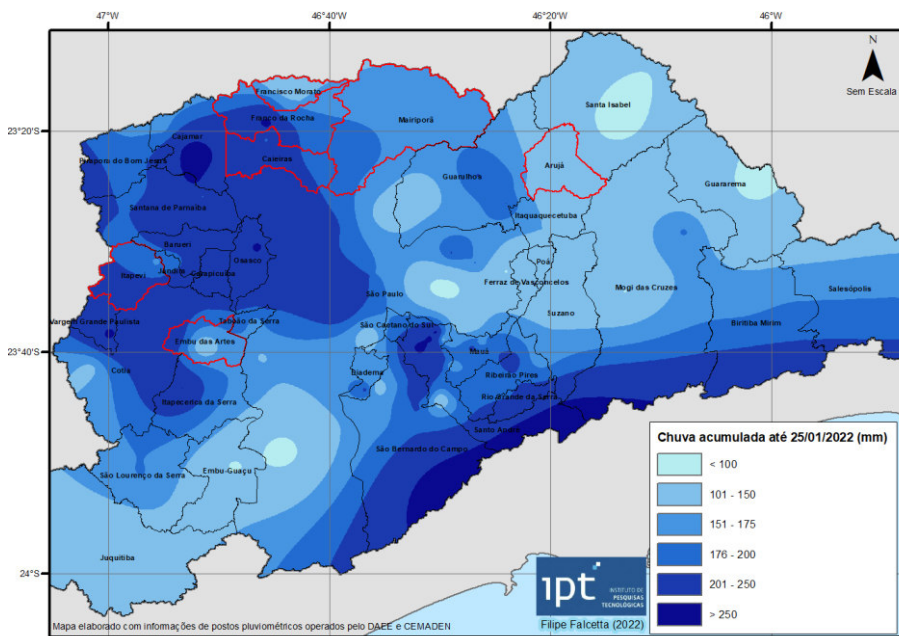 47°W
46°40'W
46°20'W
46°W
N
Sem Escala
23°20'S
23°40'S
24°S
Francisco Morato
Franco da Rocha
Mairiporã
Santa Isabel
Cajamar
Caieiras
Arujá
Pirapora do Bom Jesus
Guarulhos
Guararema
Santana de Parnaíba
Itaquaquecetuba
Barueri
Osasco
Itapevi
Jandira
Carapicuíba
Poá
São Paulo
Ferraz de Vasconcelos
Mogi das Cruzes
Salesópolis
Suzano
Vargem Grande Paulista
Taboão da Serra
São Caetano do Sul
Biritiba Mirim
Embu das Artes
Mauá
Cotia
Diadema
Ribeirão Pires
Itapecerica da Serra
Rio Grande da Serra
Santo André
São Bernardo do Campo
Embu-Guaçu
São Lourenço da Serra
Juquitiba
Chuva acumulada até 25/01/2022 (mm)
< 100
101 - 150
151 - 175
176 - 200
201 - 250
> 250
ipt
INSTITUTO DE
PESQUISAS
TECNOLÓGICAS
Filipe Falcetta (2022)
Mapa elaborado com informações de postos pluviométricos operados pelo DAEE e CEMADEN